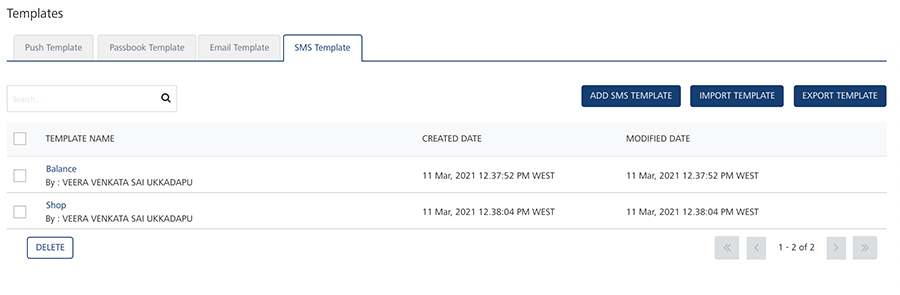 Templates
Push Template Passbook Template Email Template SMS Template
Search.. ADD SMS TEMPLATE IMPORT TEMPLATE EXPORT TEMPLATE
TEMPLATE NAME CREATED DATE MODIFIED DATE
Balance
By : VEERA VENKATA SAI UKKADAPU 11 Mar, 2021 12.37:52 PM WEST 11 Mar, 2021 12.37:52 PM WEST
Shop
By : VEERA VENKATA SAI UKKADAPU 11 Mar, 2021 12.38:04 PM WEST 11 Mar, 2021 12.38:04 PM WEST
DELETE 1 - 2 of 2